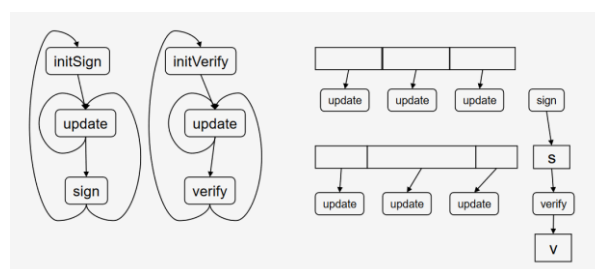 initSign
initVerify
update
update
sign
verify
update
update
update
sign
s
update
update
update
verify
v